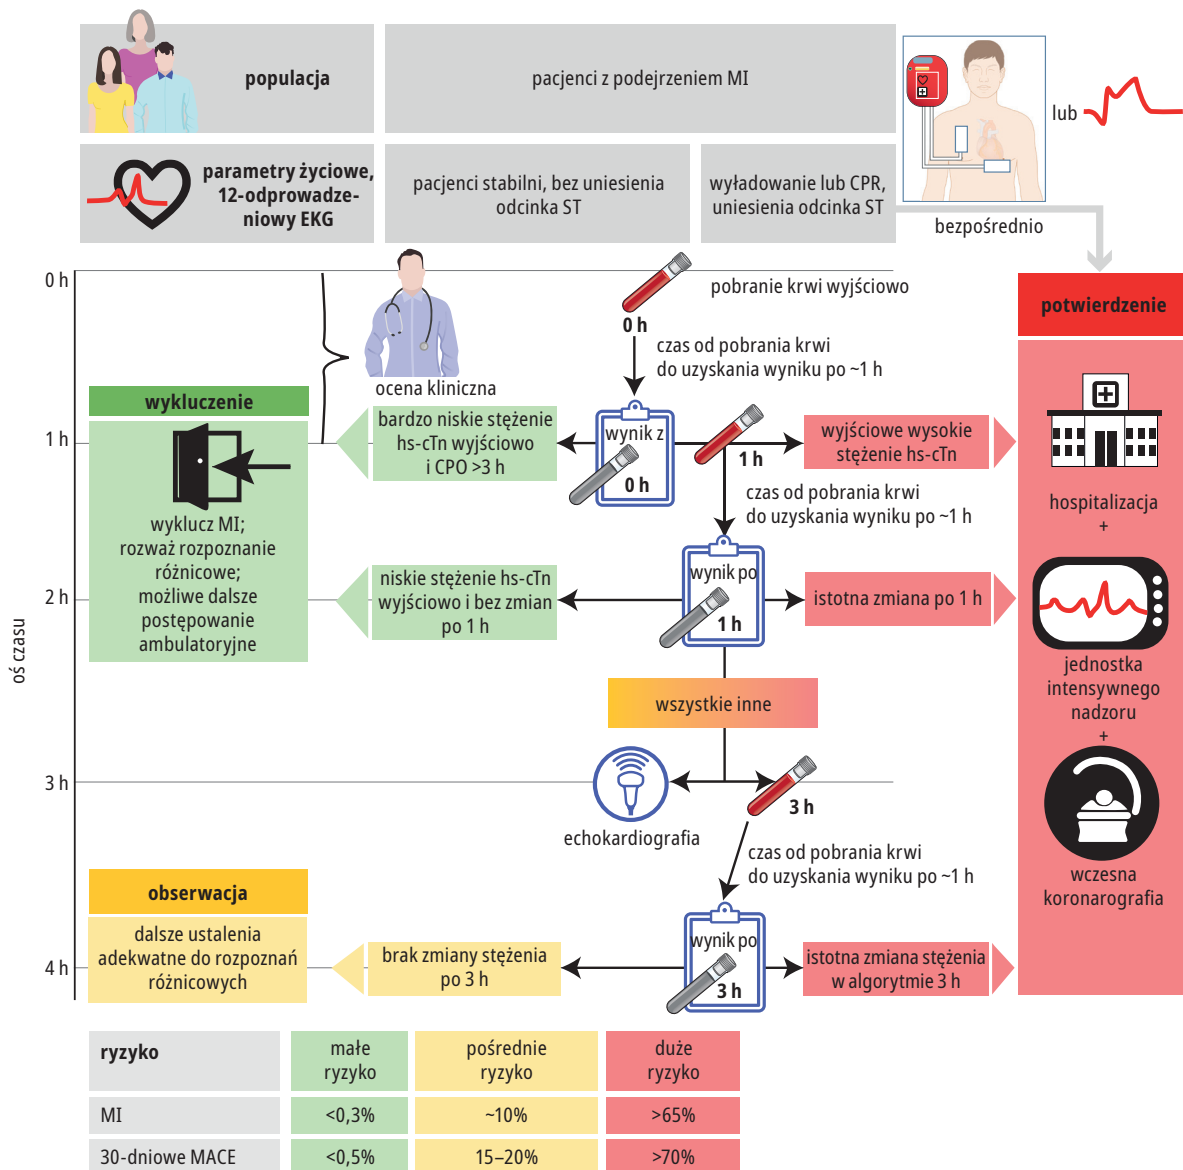 populacja
pacjenci z podejrzeniem MI
lub
parametry życiowe,
12-odprowadze-
niowy EKG
pacjenci stabilni, bez uniesienia
odcinka ST
wyładowanie lub CPR,
uniesienia odcinka ST
bezpośrednio
oś czasu
0 h
pobranie krwi wyjściowo
0 h
potwierdzenie
czas od pobrania krwi
do uzyskania wyniku po ~1 h
ocena kliniczna
wykluczenie
1 h
bardzo niskie stężenie
hs-cTn wyjściowo
i CPO >3 h
wynik z
0 h
1 h
wyjściowe wysokie
stężenie hs-cTn
czas od pobrania krwi
do uzyskania wyniku po ~1 h
hospitalizacja
+
wyklucz MI;
rozważ rozpoznanie
różnicowe;
możliwe dalsze
postępowanie
ambulatoryjne
2 h
niskie stężenie hs-cTn
wyjściowo i bez zmian
po 1 h
wynik po
1 h
istotna zmiana po 1 h
jednostka
intensywnego
nadzoru
+
wszystkie inne
3 h
echokardiografia
3 h
czas od pobrania krwi
do uzyskania wyniku po ~1 h
wczesna
koronarografia
obserwacja
dalsze ustalenia
adekwatne do rozpoznań
różnicowych
4 h
brak zmiany stężenia
po 3 h
wynik po
3 h
istotna zmiana stężenia
w algorytmie 3 h
ryzyko
małe
ryzyko
pośrednie
ryzyko
duże
ryzyko
MI
<0,3%
~10%
>65%
30-dniowe MACE
<0,5%
15–20%
>70%